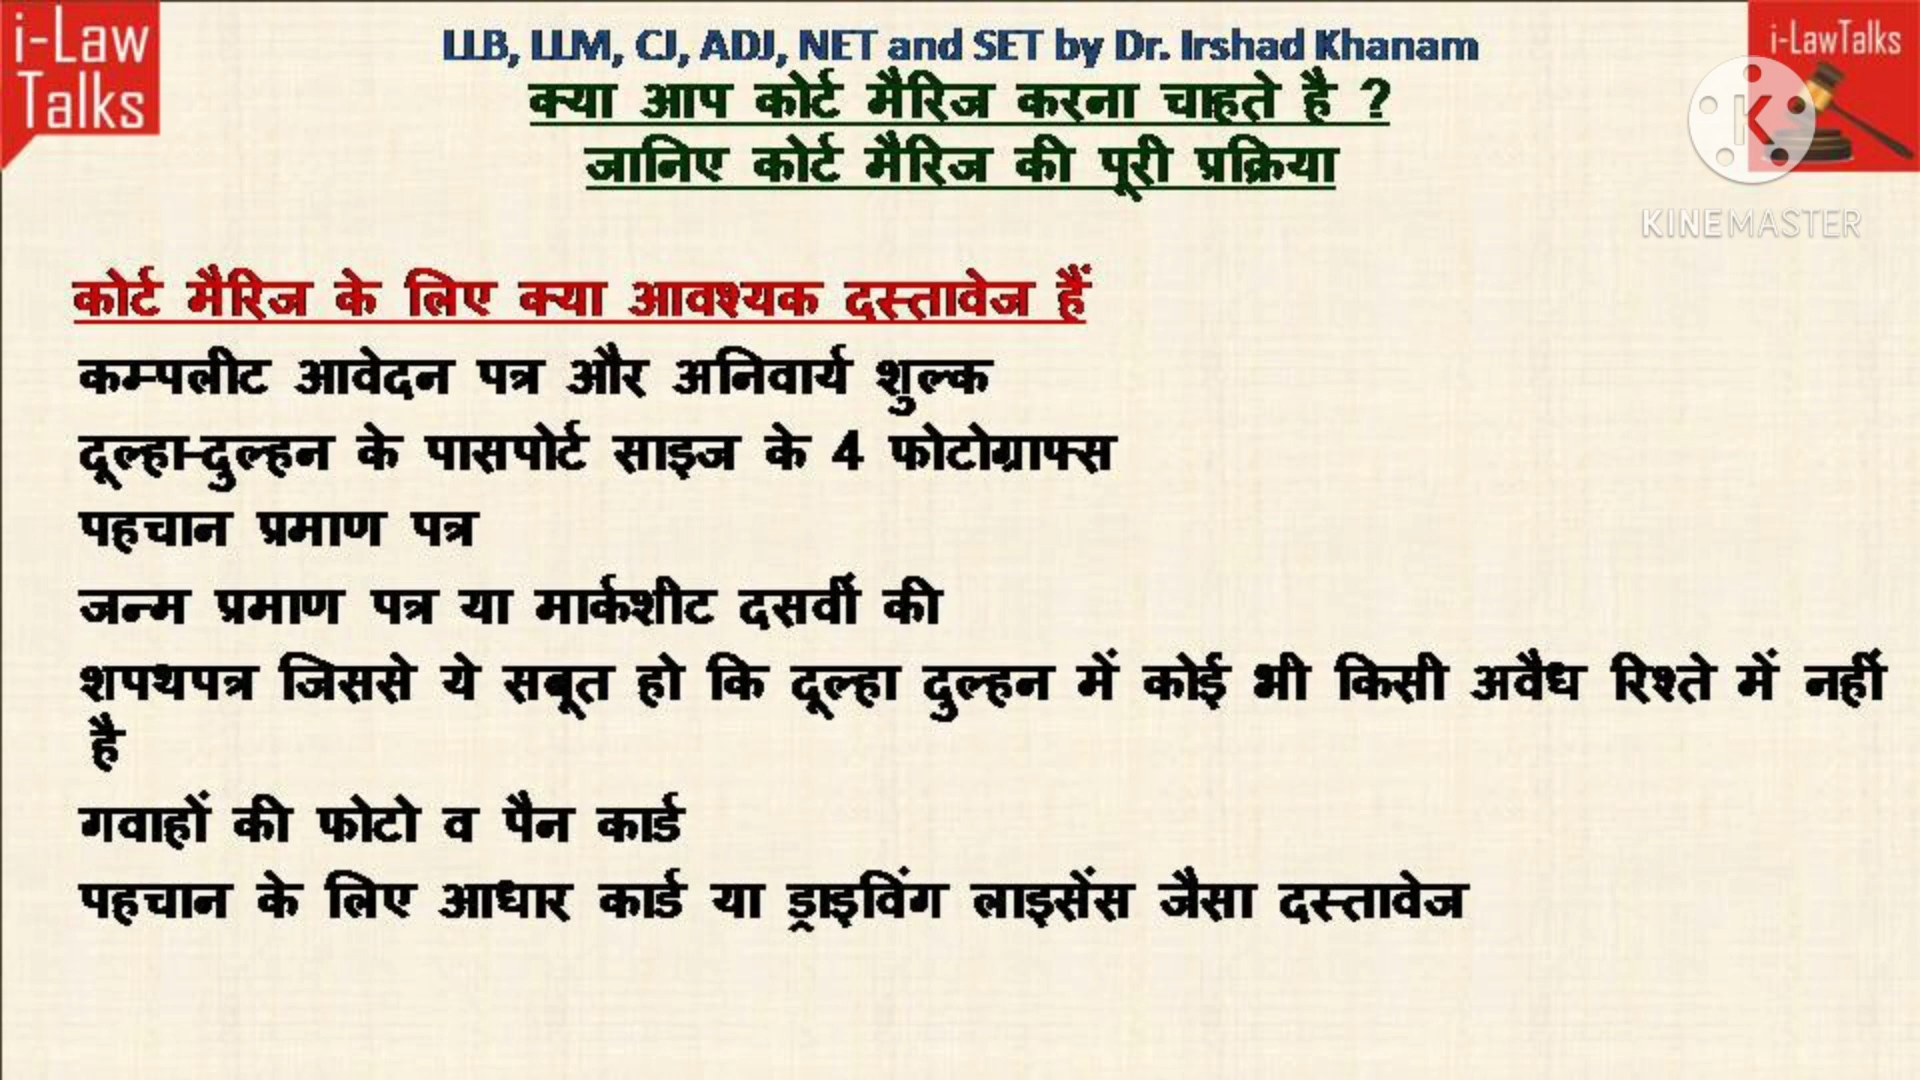 i-Law
Talks
LLB, LLM, CJ, ADJ, NET and SET by Dr. Irshad Khanam
i-LawTalks
क्या आप कोर्ट मैरिज करना चाहते है ?
जानिए कोर्ट मैरिज की पूरी प्रक्रिया
K
KINEMASTER
कोर्ट मैरिज के लिए क्या आवश्यक दस्तावेज हैं
कम्पलीट आवेदन पत्र और अनिवार्य शुल्क
दूल्हा-दुल्हन के पासपोर्ट साइज के 4 फोटोग्राफ्स
पहचान प्रमाण पत्र
जन्म प्रमाण पत्र या मार्कशीट दसवीं की
शपथपत्र जिससे ये सबूत हो कि दूल्हा दुल्हन में कोई भी किसी अवैध रिश्ते में नहीं
है
गवाहों की फोटो व पैन कार्ड
पहचान के लिए आधार कार्ड या ड्राइविंग लाइसेंस जैसा दस्तावेज